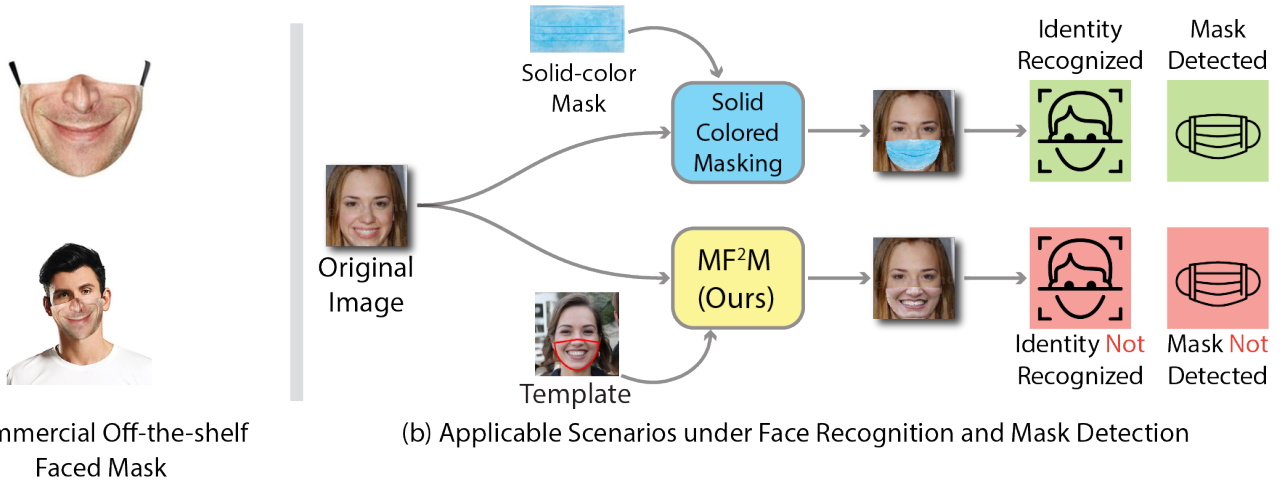 Identity
Recognized
Mask
Detected
Solid-color
Mask
Solid
Colored
Masking
Original
Image
MF²M
(Ours)
Template
Identity Not
Recognized
Mask Not
Detected
Off-the-shelf
Faced Mask
(b) Applicable Scenarios under Face Recognition and Mask Detection